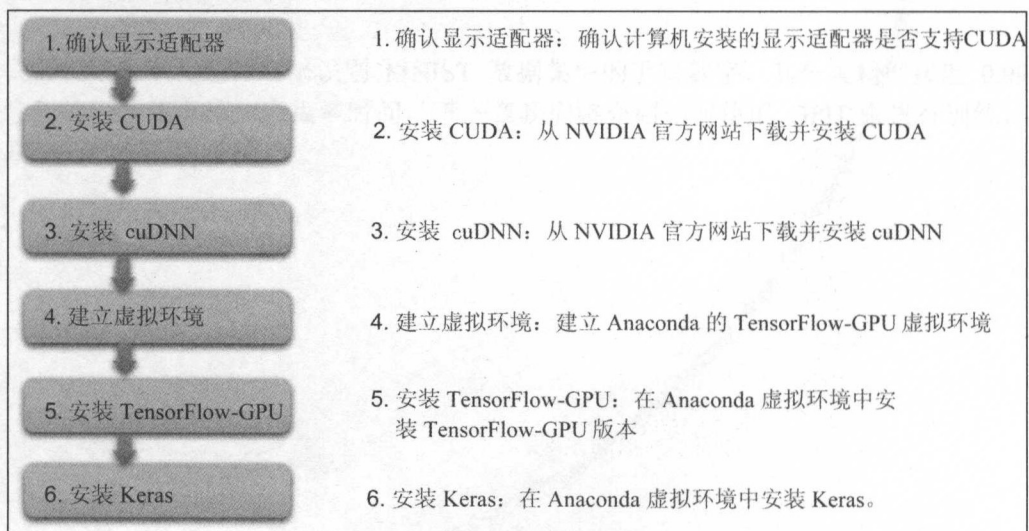 1. 确认显示适配器
1. 确认显示适配器：确认计算机安装的显示适配器是否支持CUDA
2. 安装 CUDA
2. 安装 CUDA：从 NVIDIA 官方网站下载并安装 CUDA
3. 安装 cuDNN
3. 安装 cuDNN：从 NVIDIA 官方网站下载并安装 cuDNN
4. 建立虚拟环境
4. 建立虚拟环境：建立 Anaconda 的 TensorFlow-GPU 虚拟环境
5. 安装 TensorFlow-GPU
5. 安装 TensorFlow-GPU：在 Anaconda 虚拟环境中安
装 TensorFlow-GPU 版本
6. 安装 Keras
6. 安装 Keras：在 Anaconda 虚拟环境中安装 Keras。